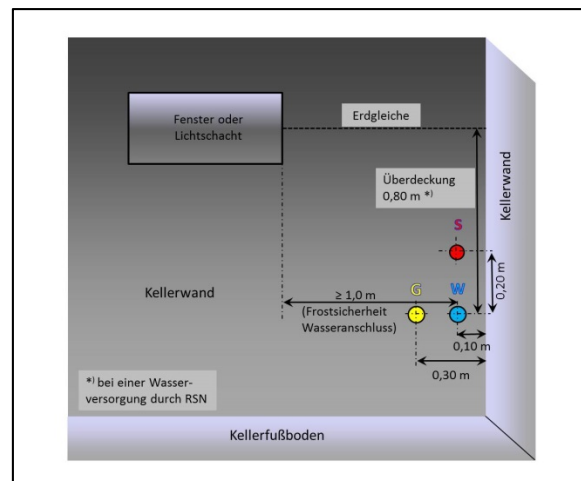 Fenster oder
Lichtschacht
Erdgleiche
Überdeckung
0,80 m *)
Kellerwand
S
0,20 m
Kellerwand
≥ 1,0 m
(Frostsicherheit
Wasseranschluss)
G
W
0,10 m
0,30 m
*) bei einer Wasser-
versorgung durch RSN
Kellerfußboden